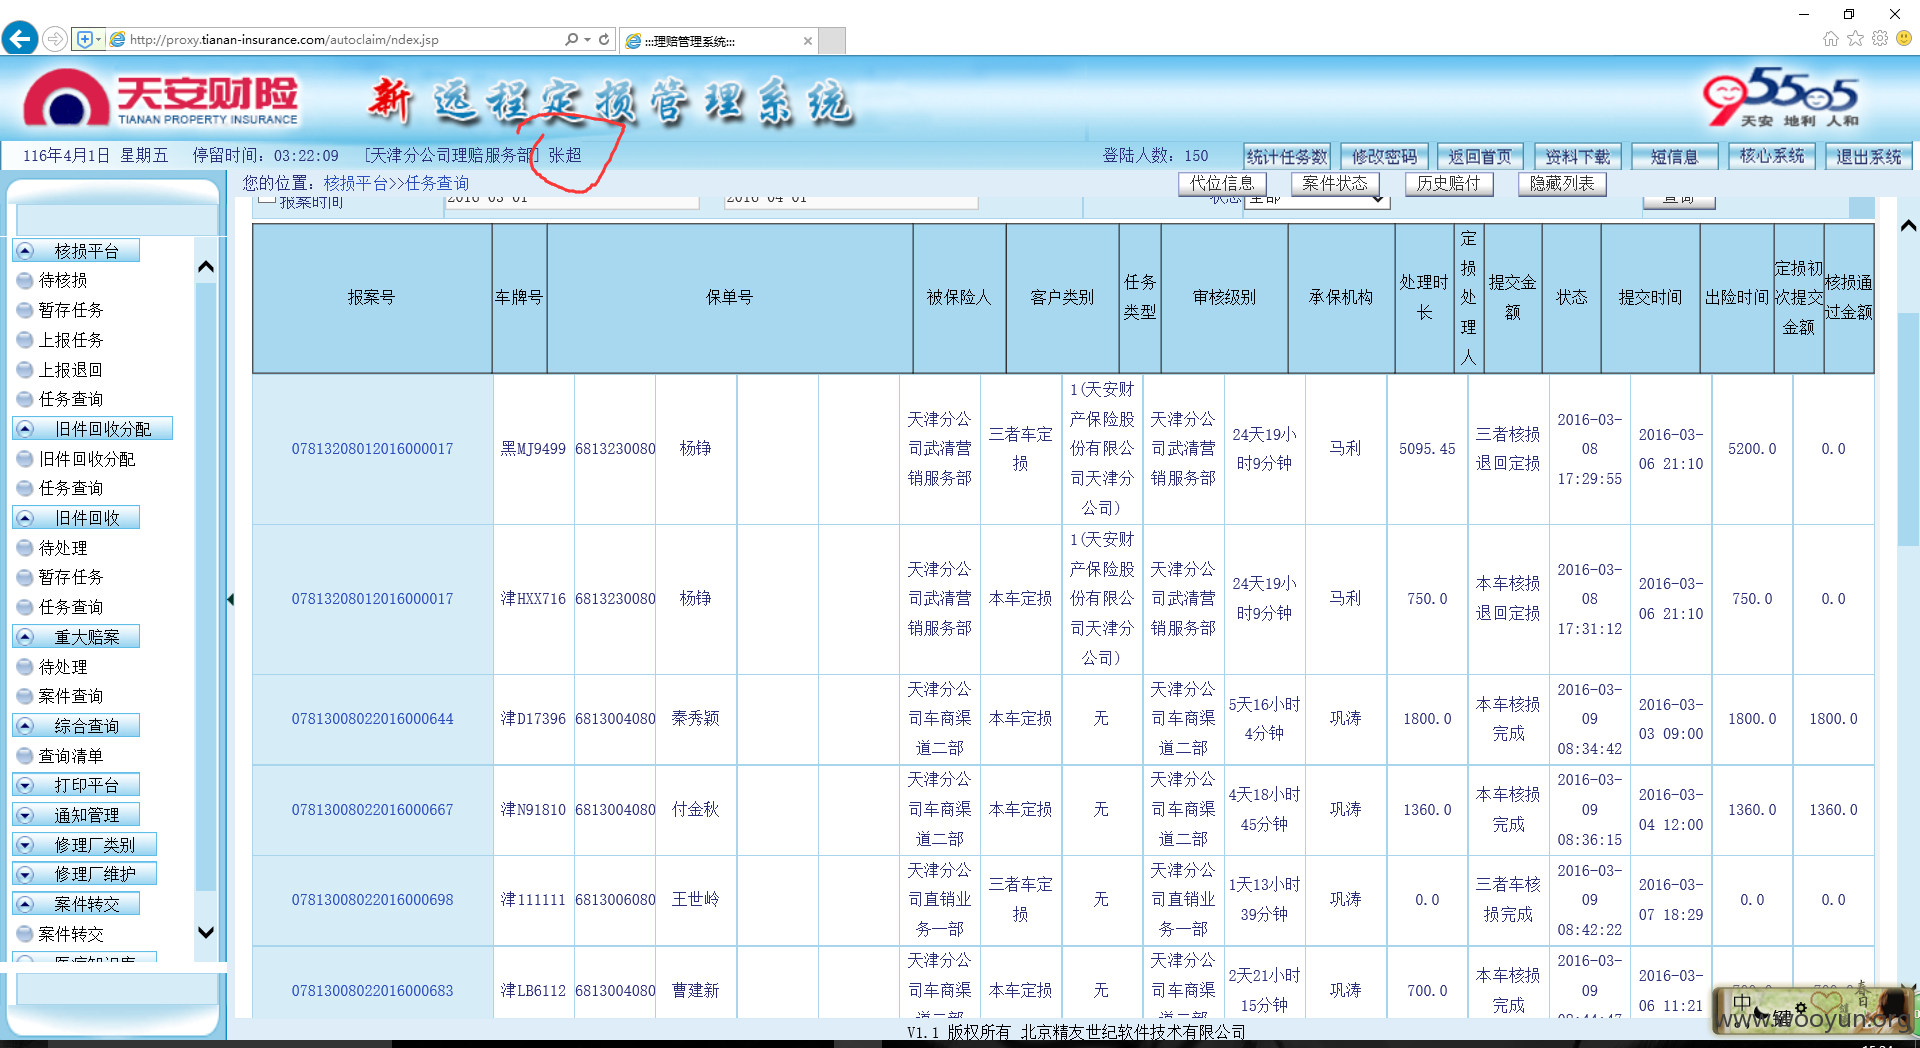 http://proxy.tianan-insurance.com/autoclaim/ndex.jsp
:::理赔管理系统:::
天安财险
TIANAN PROPERTY INSURANCE
新 远程定损管理系统
95505
天安 地利 人和
116年4月1日 星期五 停留时间: 03:22:09 [天津分公司理赔服务部] 张超
登陆人数: 150
统计任务数 修改密码 返回首页 资料下载 短信息 核心系统 退出系统
您的位置: 核损平台>>任务查询
代位信息 案件状态 历史赔付 隐藏列表
报案时间 2016-03-01 2016-04-01 状态 全部 查询
核损平台
待核损
暂存任务
上报任务
上报退回
任务查询
旧件回收分配
旧件回收分配
任务查询
旧件回收
待处理
暂存任务
任务查询
重大赔案
待处理
案件查询
综合查询
查询清单
打印平台
通知管理
修理厂类别
修理厂维护
案件转交
案件转交
医疗知识库
报案号 车牌号 保单号 被保险人 客户类别 任务类型 审核级别 承保机构 处理时长 定损处理人 提交金额 状态 提交时间 出险时间 定损初次提交金额 核损通过金额
07813208012016000017 黑MJ9499 6813230080 杨铮 天津分公司武清营销服务部 三者车定损 1(天安财产保险股份有限公司天津分公司) 天津分公司武清营销服务部 24天19小时9分钟 马利 5095.45 三者核损退回定损 2016-03-08 17:29:55 2016-03-06 21:10 5200.0 0.0
07813208012016000017 津HXX716 6813230080 杨铮 天津分公司武清营销服务部 本车定损 1(天安财产保险股份有限公司天津分公司) 天津分公司武清营销服务部 24天19小时9分钟 马利 750.0 本车核损退回定损 2016-03-08 17:31:12 2016-03-06 21:10 750.0 0.0
07813008022016000644 津D17396 6813004080 秦秀颖 天津分公司车商渠道二部 本车定损 无 天津分公司车商渠道二部 5天16小时4分钟 巩涛 1800.0 本车核损完成 2016-03-09 08:34:42 2016-03-03 09:00 1800.0 1800.0
07813008022016000667 津N91810 6813004080 付金秋 天津分公司车商渠道二部 本车定损 无 天津分公司车商渠道二部 4天18小时45分钟 巩涛 1360.0 本车核损完成 2016-03-09 08:36:15 2016-03-04 12:00 1360.0 1360.0
07813008022016000698 津111111 6813006080 王世岭 天津分公司直销业务一部 三者车定损 无 天津分公司直销业务一部 1天13小时39分钟 巩涛 0.0 三者车核损完成 2016-03-09 08:42:22 2016-03-07 18:29 0.0 0.0
07813008022016000683 津LB6112 6813004080 曹建新 天津分公司车商渠道二部 本车定损 无 天津分公司车商渠道二部 2天21小时15分钟 巩涛 700.0 本车核损完成 2016-03-09 08:44:47 2016-03-06 11:21
V1.1 版权所有 北京精友世纪软件技术有限公司
中 键
春日
www.wooyun.org